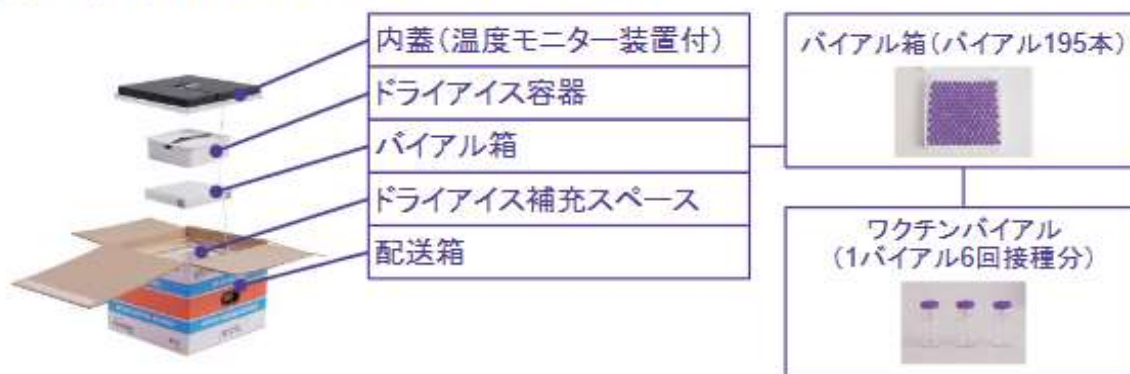 内蓋(温度モニター装置付)
ドライアイス容器
バイアル箱
ドライアイス補充スペース
配送箱
バイアル箱(バイアル195本)
ワクチンバイアル
(1バイアル6回接種分)